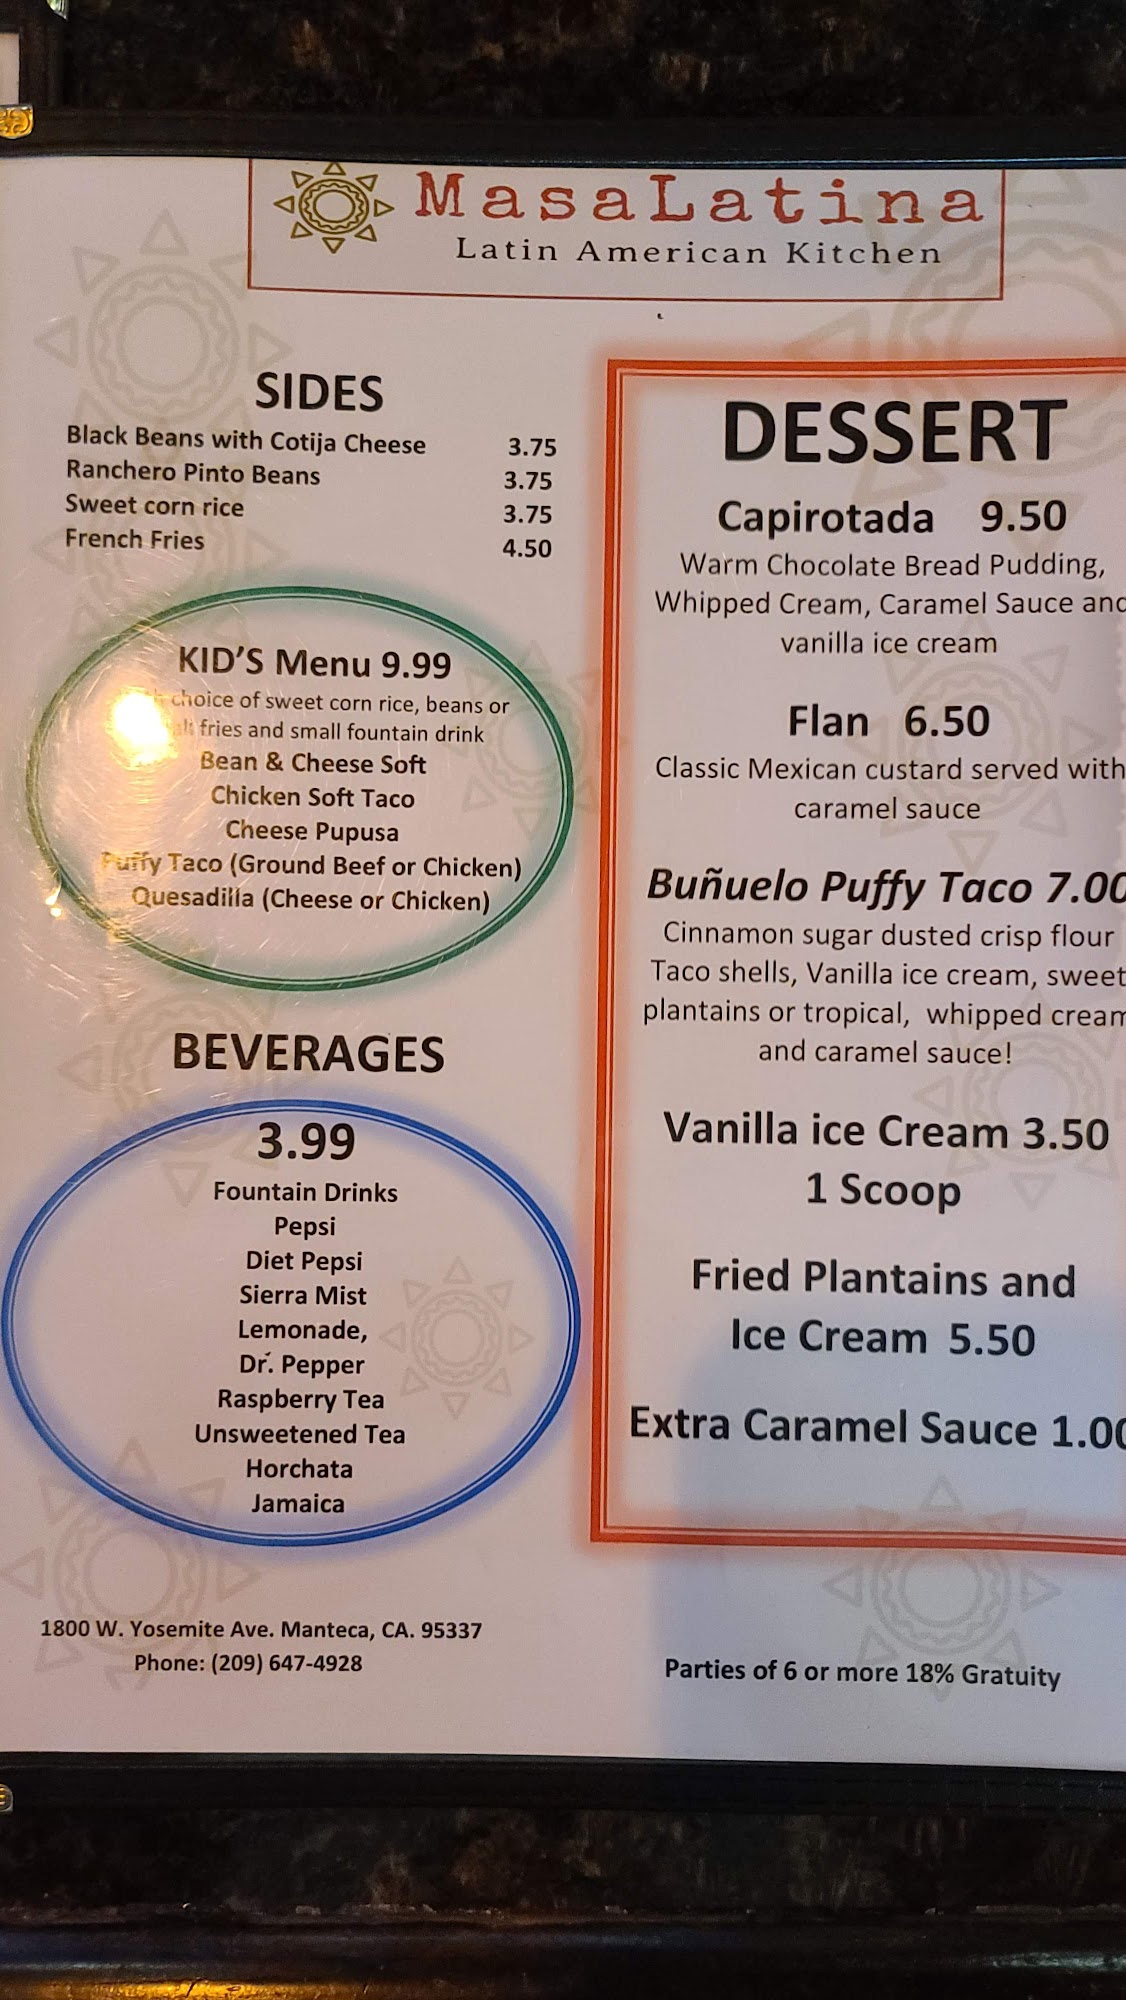 MasaLatina
Latin American Kitchen
SIDES
Black Beans with Cotija Cheese 3.75
Ranchero Pinto Beans 3.75
Sweet corn rice 3.75
French Fries 4.50
KID'S Menu 9.99
choice of sweet corn rice, beans or
fries and small fountain drink
Bean & Cheese Soft
Chicken Soft Taco
Cheese Pupusa
Puffy Taco (Ground Beef or Chicken)
Quesadilla (Cheese or Chicken)
BEVERAGES
3.99
Fountain Drinks
Pepsi
Diet Pepsi
Sierra Mist
Lemonade,
Dr. Pepper
Raspberry Tea
Unsweetened Tea
Horchata
Jamaica
1800 W. Yosemite Ave. Manteca, CA. 95337
Phone: (209) 647-4928
DESSERT
Capirotada 9.50
Warm Chocolate Bread Pudding,
Whipped Cream, Caramel Sauce and
vanilla ice cream
Flan 6.50
Classic Mexican custard served with
caramel sauce
Buñuelo Puffy Taco 7.00
Cinnamon sugar dusted crisp flour
Taco shells, Vanilla ice cream, sweet
plantains or tropical, whipped cream
and caramel sauce!
Vanilla ice Cream 3.50
1 Scoop
Fried Plantains and
Ice Cream 5.50
Extra Caramel Sauce 1.00
Parties of 6 or more 18% Gratuity